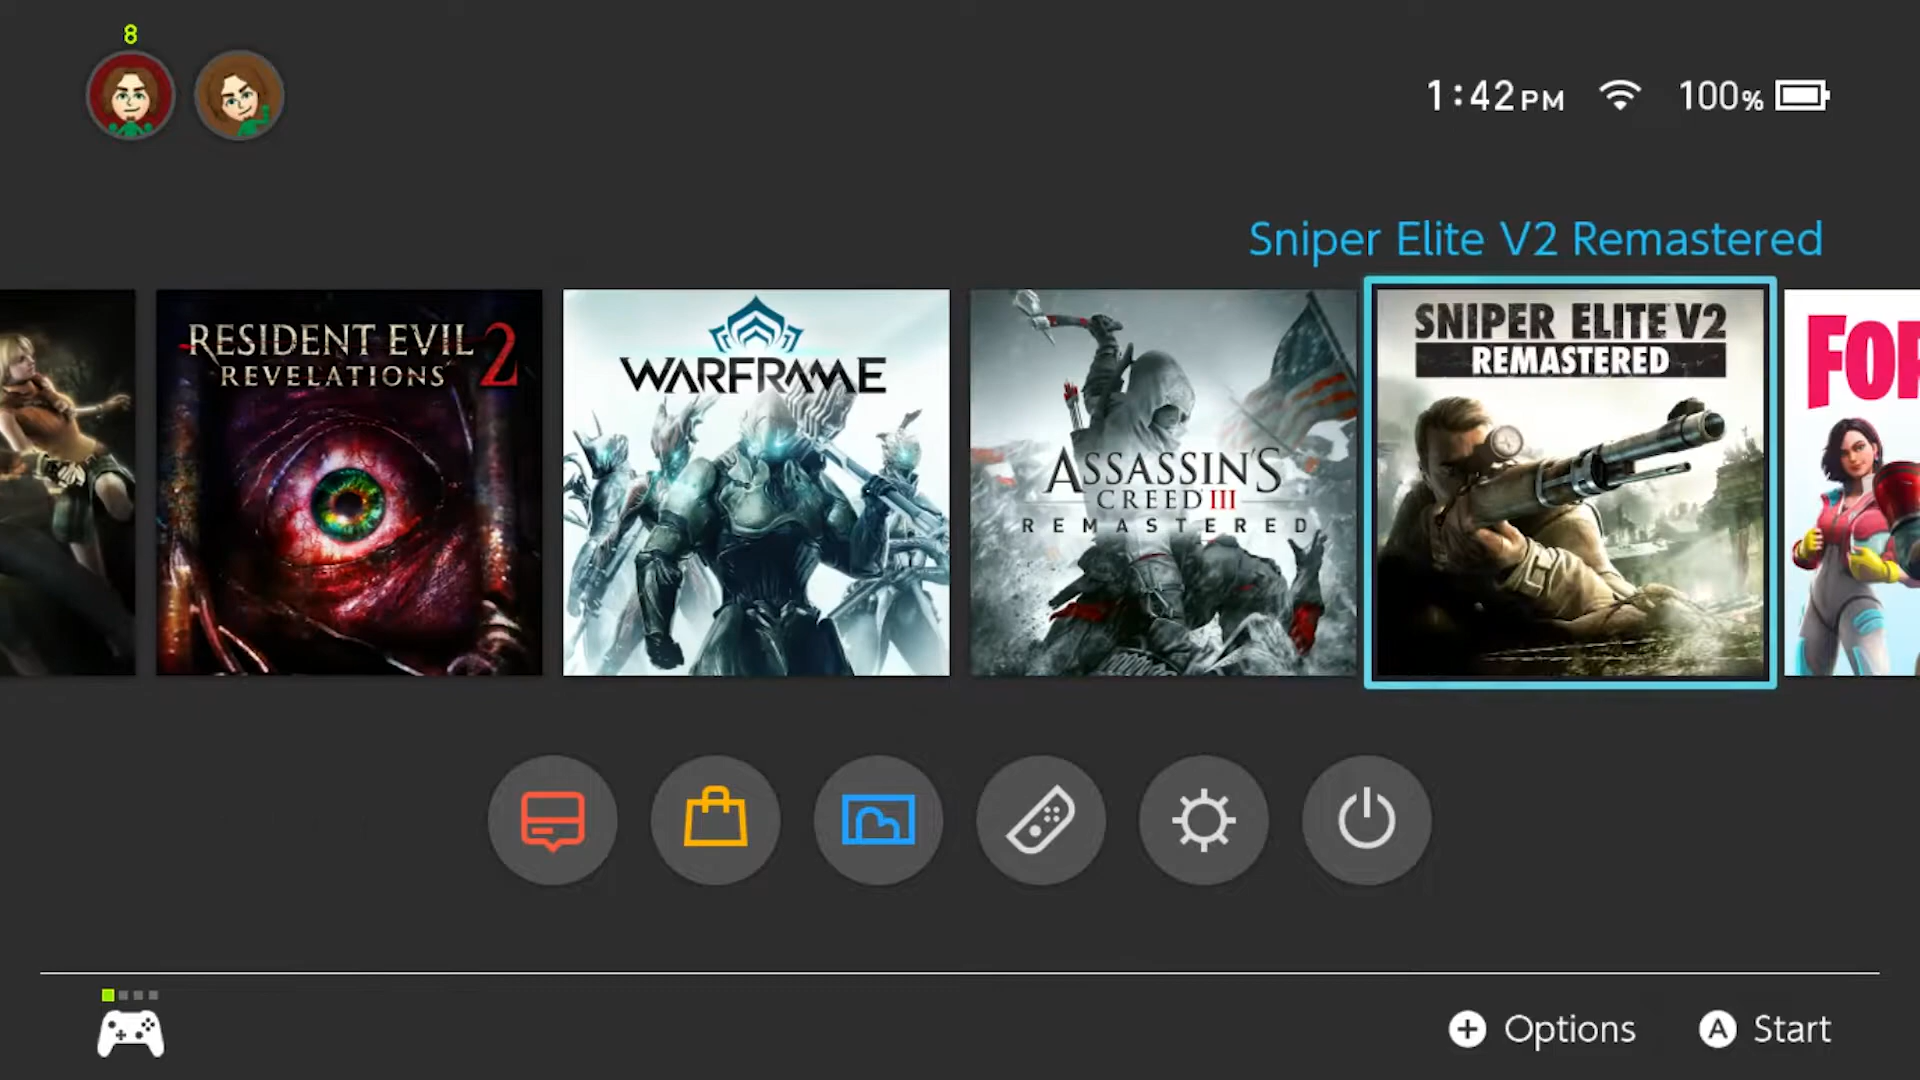 8
1:42 PM 100%
Sniper Elite V2 Remastered
RESIDENT EVIL
REVELATIONS 2
WARFRAME
ASSASSIN'S
CREED III
REMASTERED
SNIPER ELITE V2
REMASTERED
FOR
Options
A Start